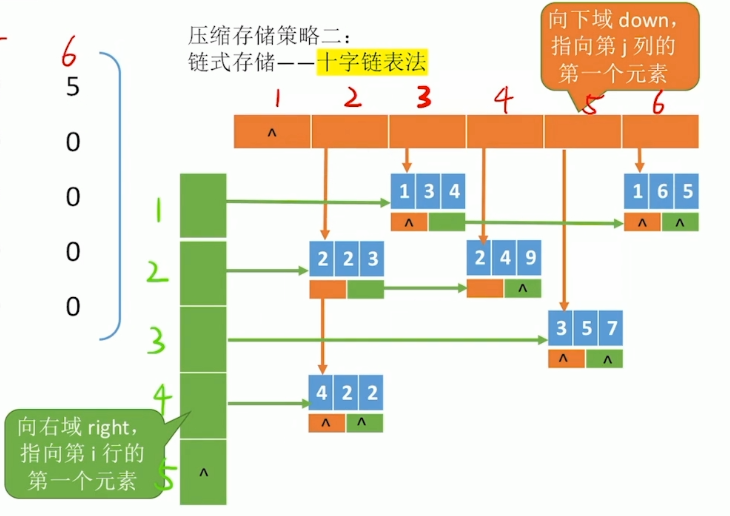 压缩存储策略二：
链式存储——十字链表法
向下域 down，
指向第 j 列的
第一个元素
6
5
0
0
0
0
1 2 3 4 5 6
^
1
1 3 4
^
1 6 5
^ ^
2
2 2 3
2 4 9
^
3
3 5 7
^ ^
4
4 2 2
^ ^
5
^
向右域 right，
指向第 i 行的
第一个元素